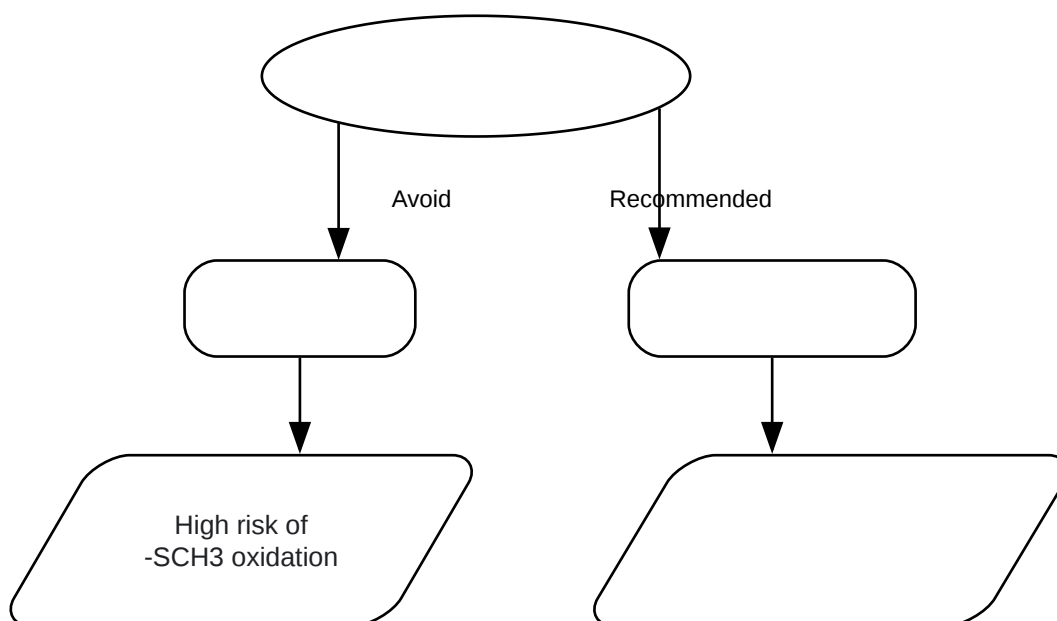 Avoid
Recommended
High risk of
-SCH3 oxidation